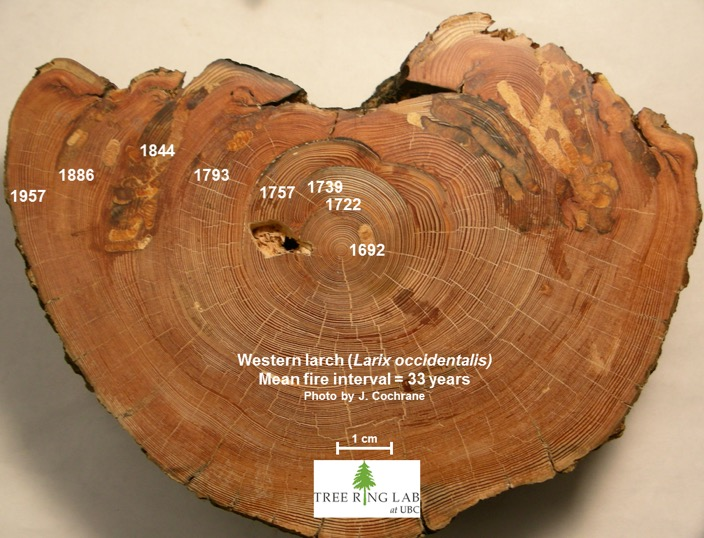 1844
1886
1793
1957
1757
1739
1722
1692
Western larch (Larix occidentalis)
Mean fire interval = 33 years
Photo by J. Cochrane
1 cm
TREE RING LAB
at UBC